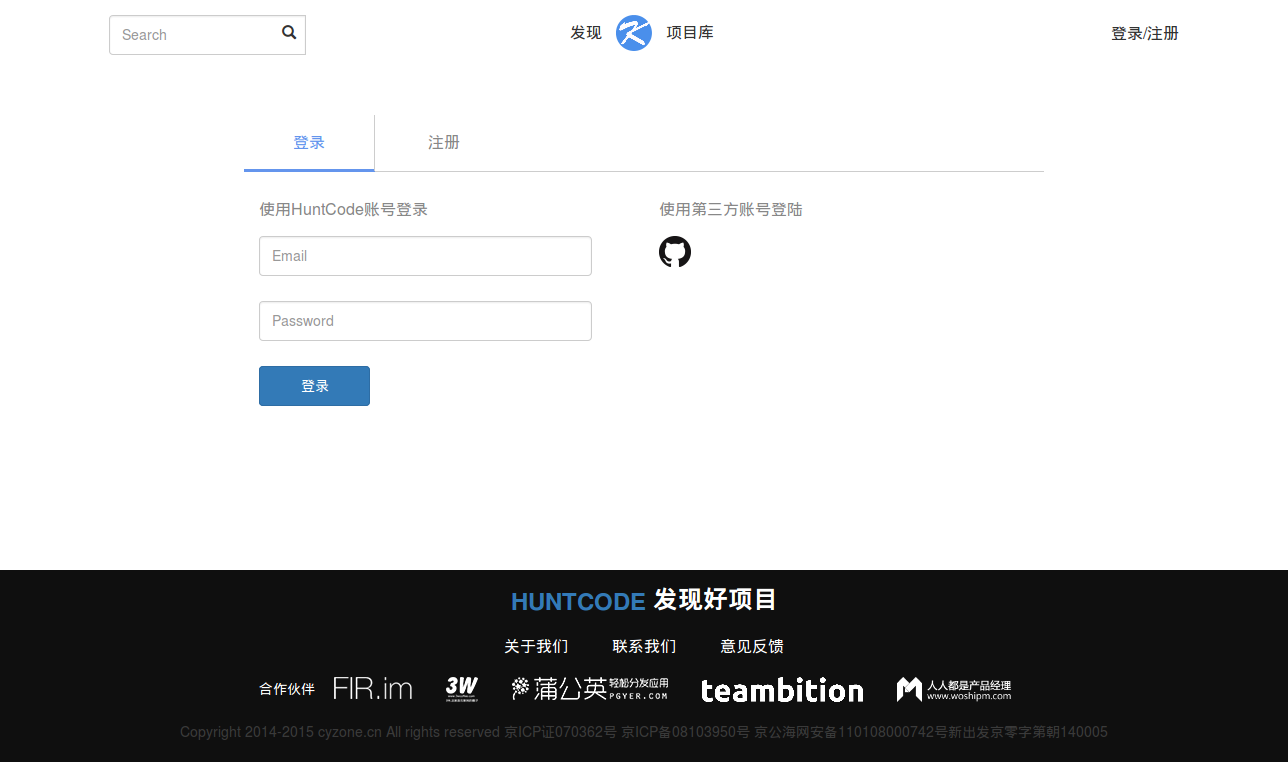 Search
发现 项目库
登录/注册
登录 注册
使用HuntCode账号登录
Email
Password
登录
使用第三方账号登陆
HUNTCODE 发现好项目
关于我们 联系我们 意见反馈
合作伙伴 FIR.im 3W 蒲公英 轻松分发应用 PGYER.COM teambition 人人都是产品经理 www.woshipm.com
Copyright 2014-2015 cyzone.cn All rights reserved 京ICP证070362号 京ICP备08103950号 京公海网安备110108000742号新出发京零字第朝140005